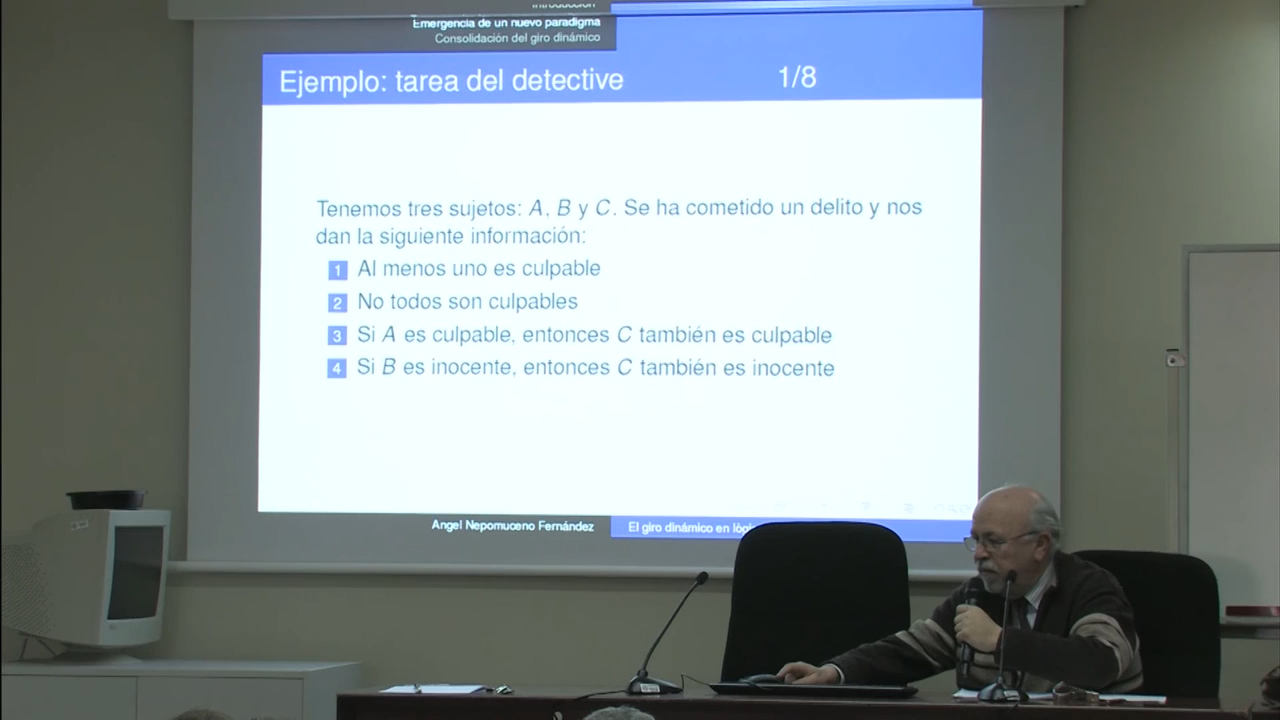 Introducción
Emergencia de un nuevo paradigma
Consolidación del giro dinámico
Ejemplo: tarea del detective 1/8
Tenemos tres sujetos: A, B y C. Se ha cometido un delito y nos
dan la siguiente información:
1 Al menos uno es culpable
2 No todos son culpables
3 Si A es culpable, entonces C también es culpable
4 Si B es inocente, entonces C también es inocente
Angel Nepomuceno Fernández El giro dinámico en